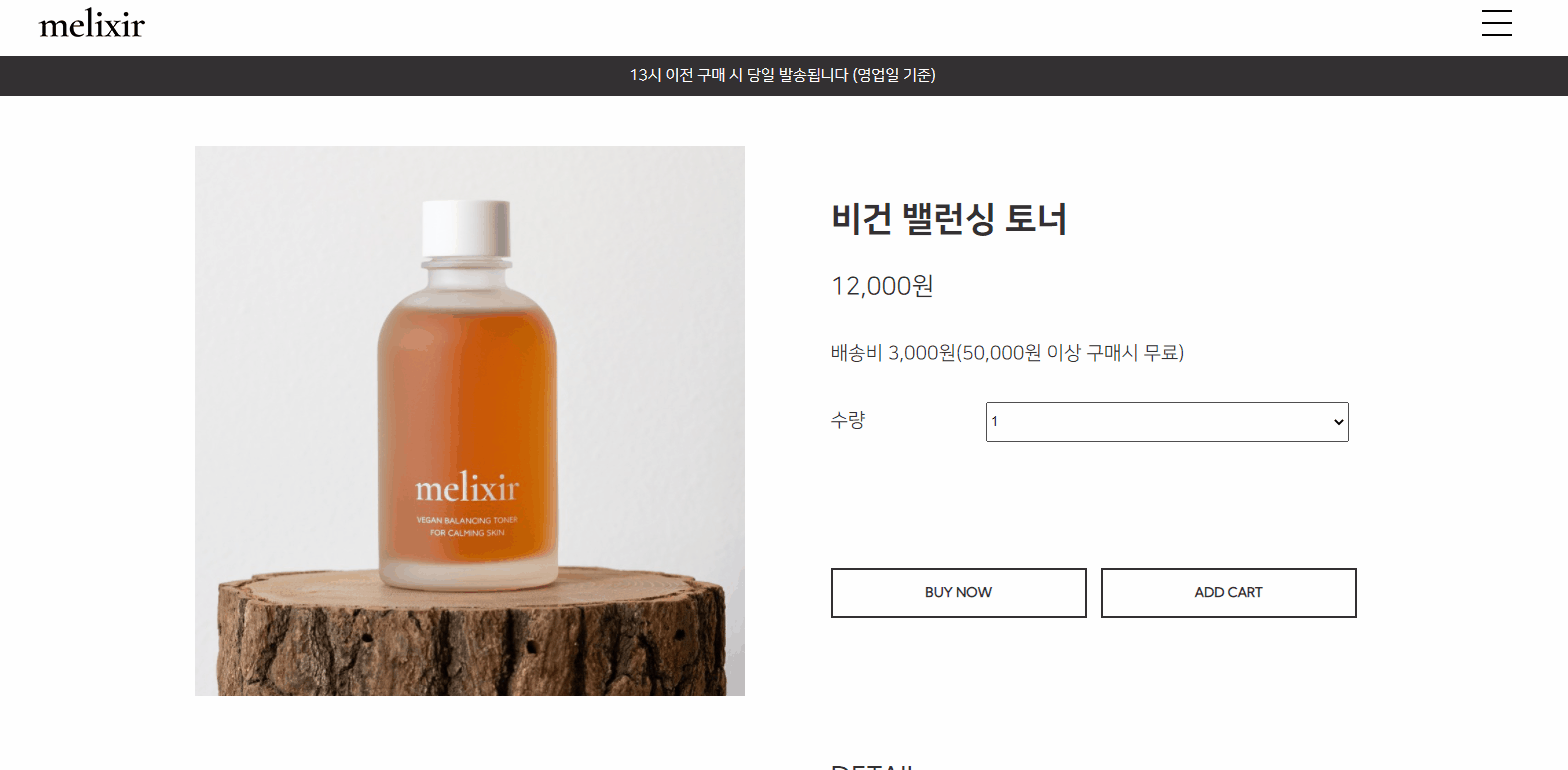 melixir
13시 이전 구매 시 당일 발송됩니다 (영업일 기준)
비건 밸런싱 토너
12,000원
배송비 3,000원(50,000원 이상 구매시 무료)
수량
1
melixir
VEGAN BALANCING TONER
FOR CALMING SKIN
BUY NOW
ADD CART
DETAIL